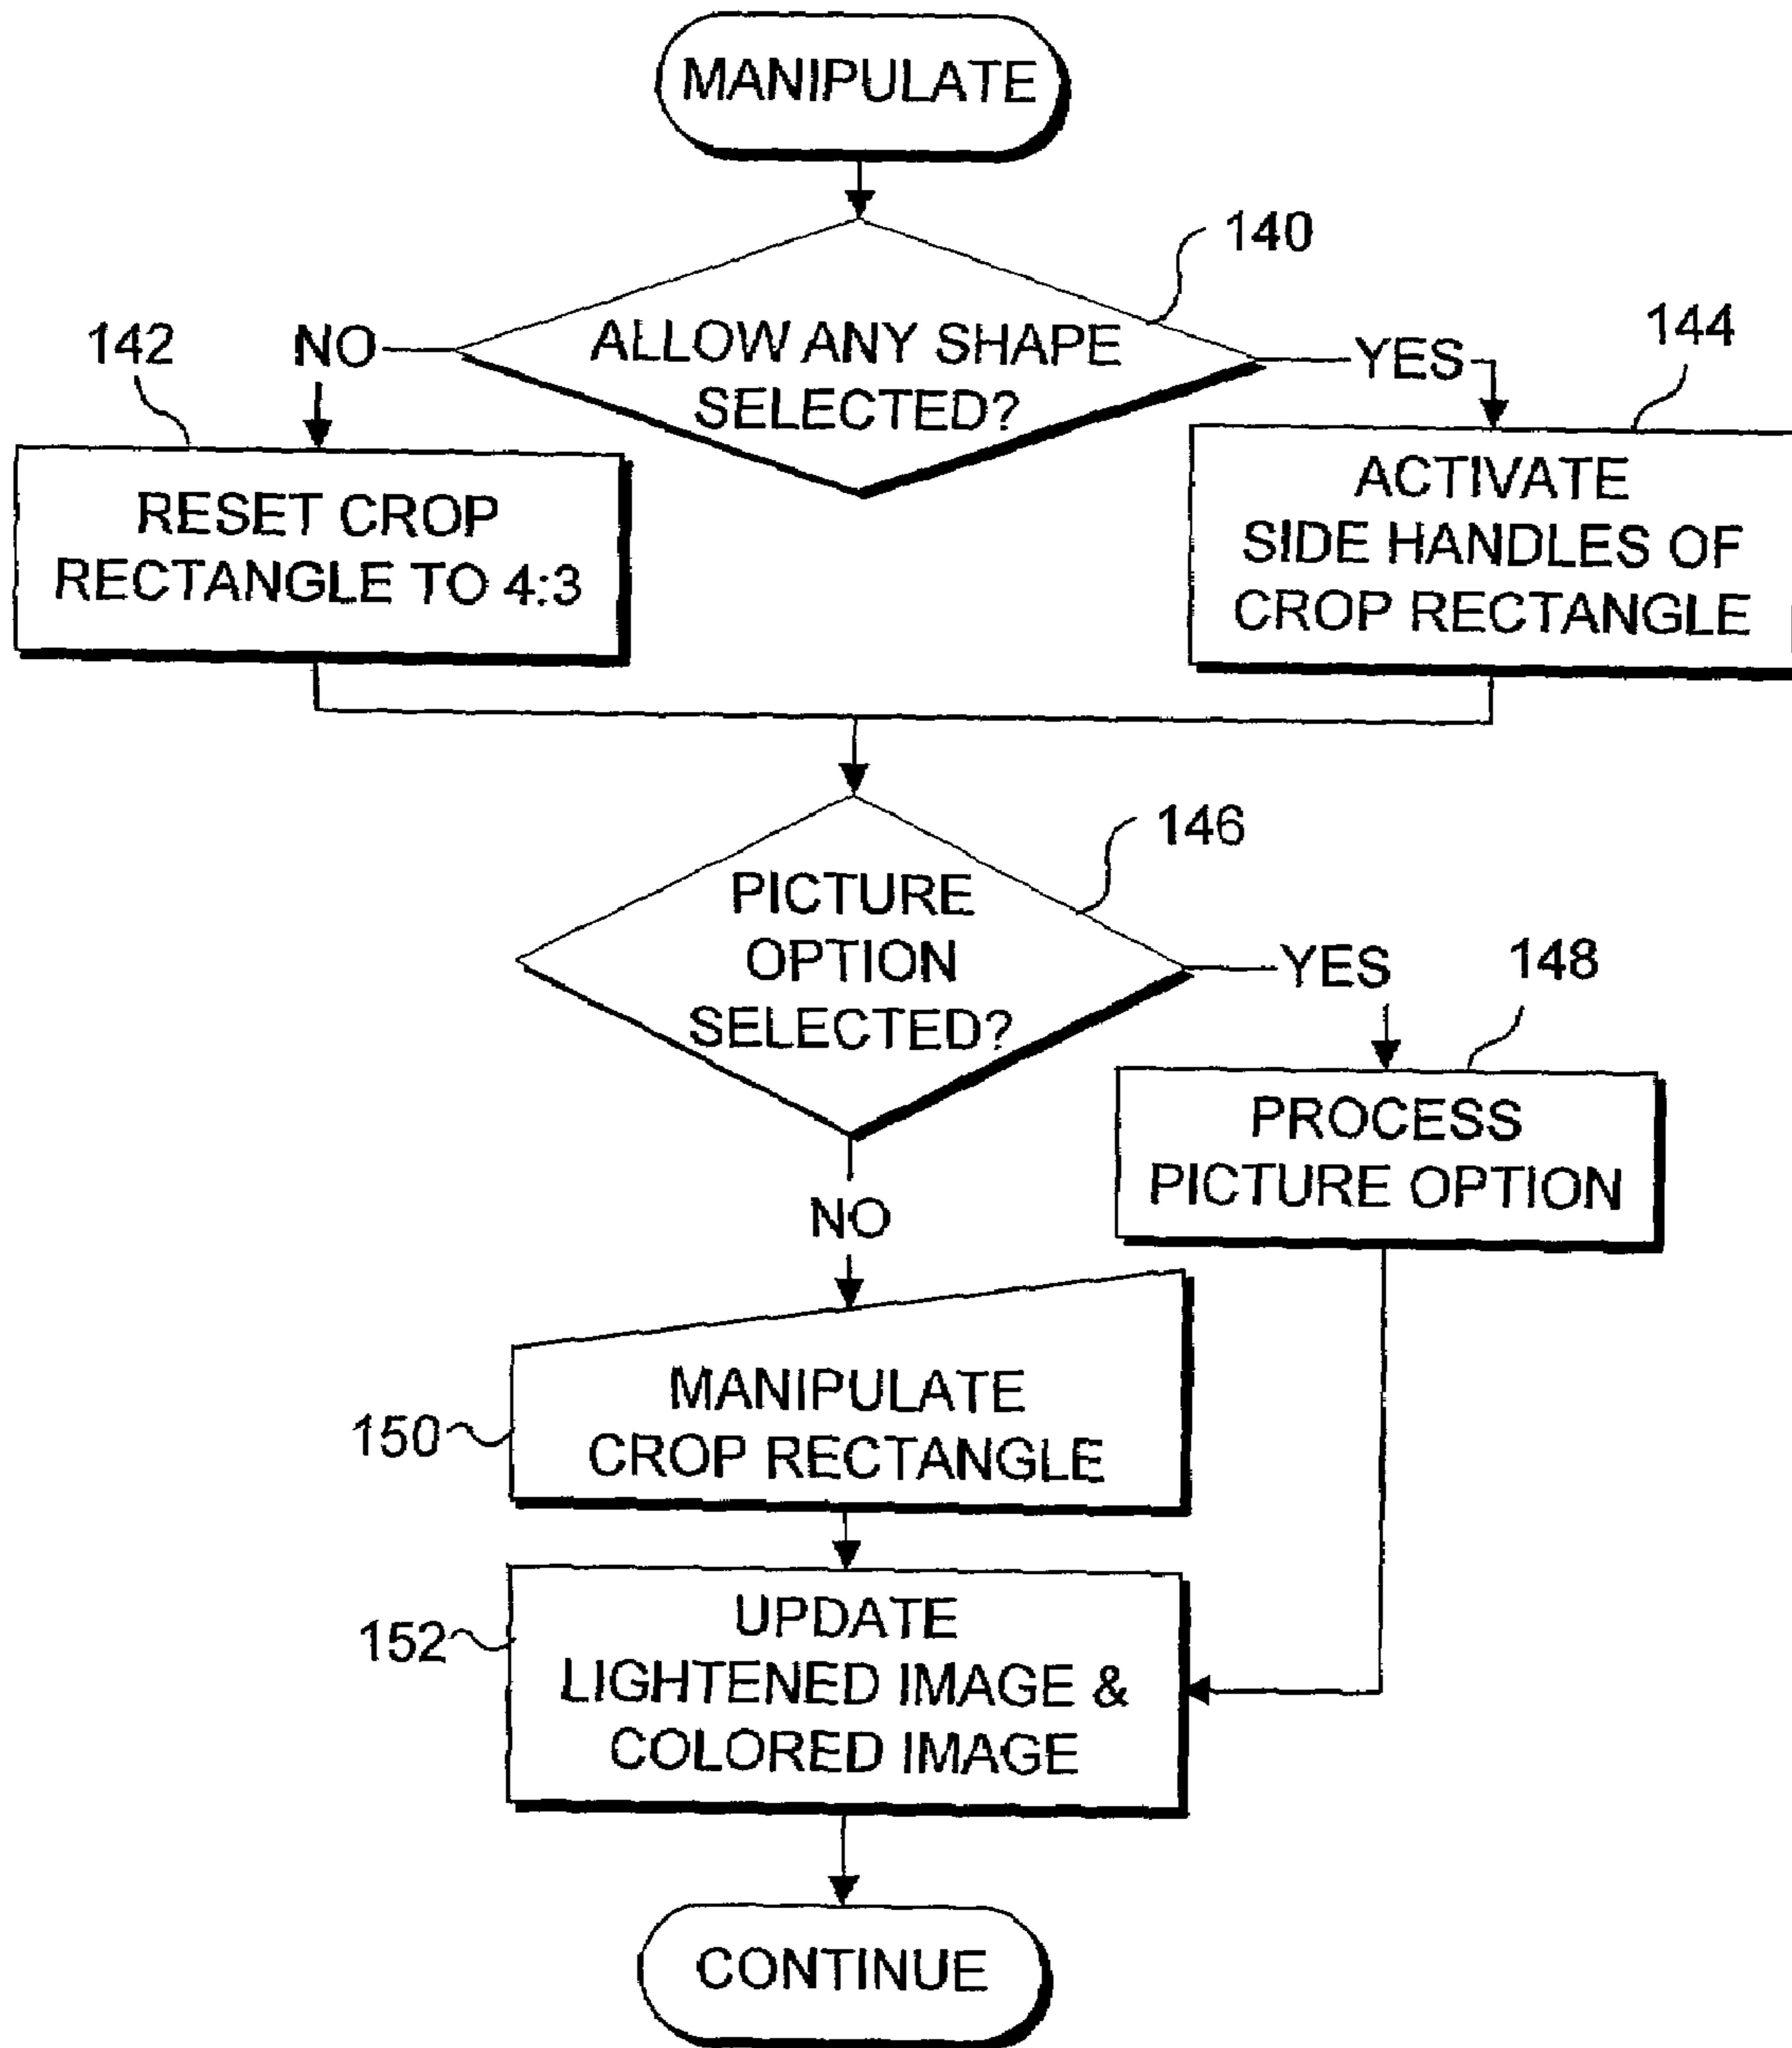 MANIPULATE
140
ALLOW ANY SHAPE
SELECTED?
NO
YES
142
144
RESET CROP
RECTANGLE TO 4:3
ACTIVATE
SIDE HANDLES OF
CROP RECTANGLE
146
PICTURE
OPTION
SELECTED?
YES
148
PROCESS
PICTURE OPTION
NO
150
MANIPULATE
CROP RECTANGLE
152
UPDATE
LIGHTENED IMAGE &
COLORED IMAGE
CONTINUE